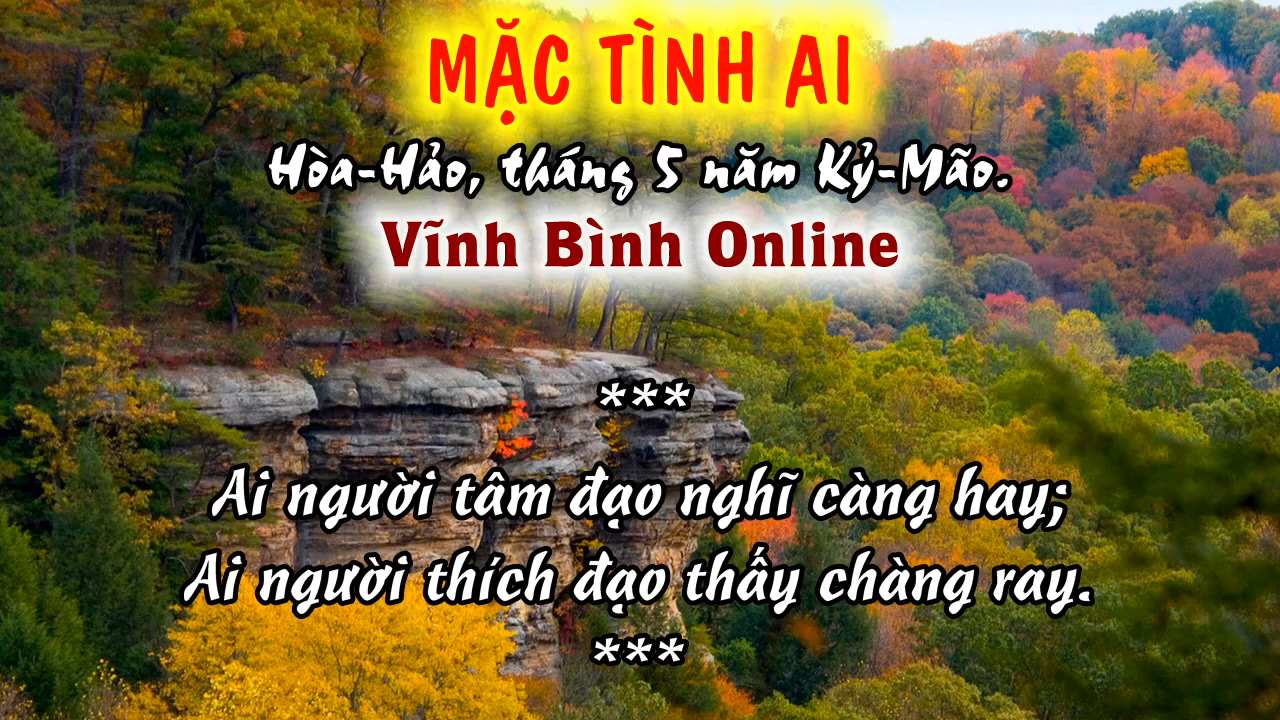 MẶC TÌNH AI
Hòa-Hảo, tháng 5 năm Kỷ-Mão.
Vĩnh Bình Online
***
Ai người tâm đạo nghĩ càng hay;
Ai người thích đạo thấy chàng ray.
***